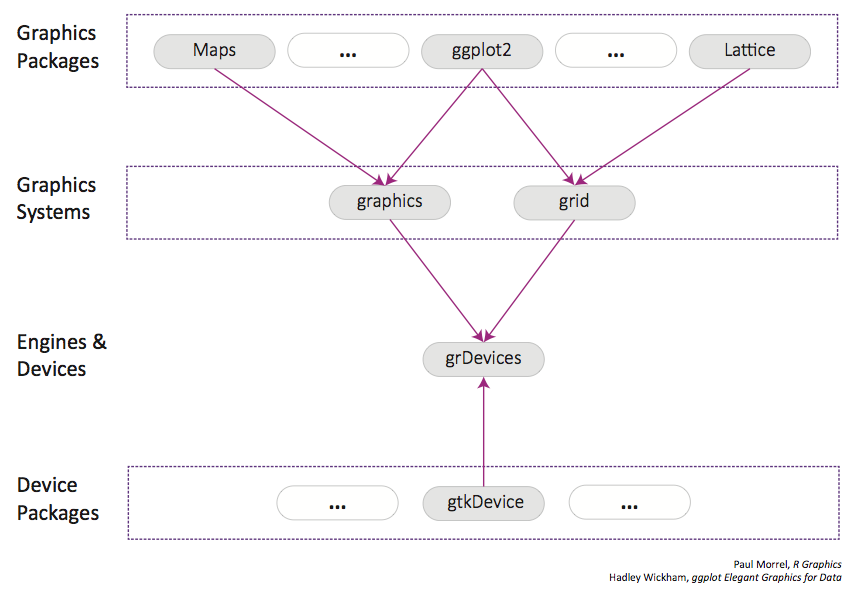 Graphics
Packages
Maps ... ggplot2 ... Lattice
Graphics
Systems
graphics grid
Engines &
Devices
grDevices
Device
Packages
... gtkDevice ...
Paul Morrel, R Graphics
Hadley Wickham, ggplot Elegant Graphics for Data